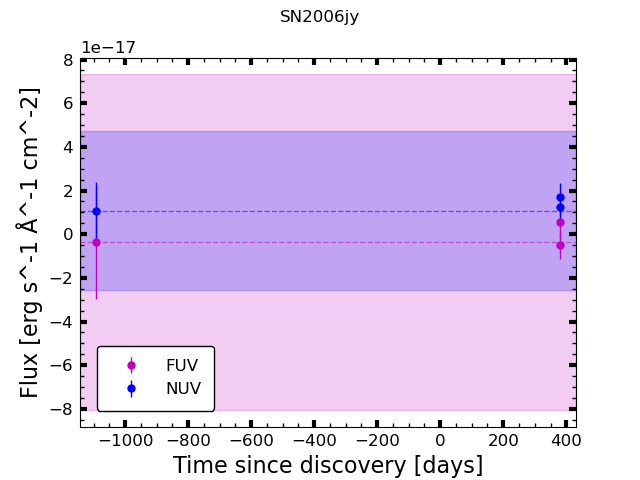 SN2006jy
1e−17
8
6
4
2
0
−2
−4
−6
−8
Flux [erg s^-1 Å^-1 cm^-2]
FUV
NUV
−1000 −800 −600 −400 −200 0 200 400
Time since discovery [days]